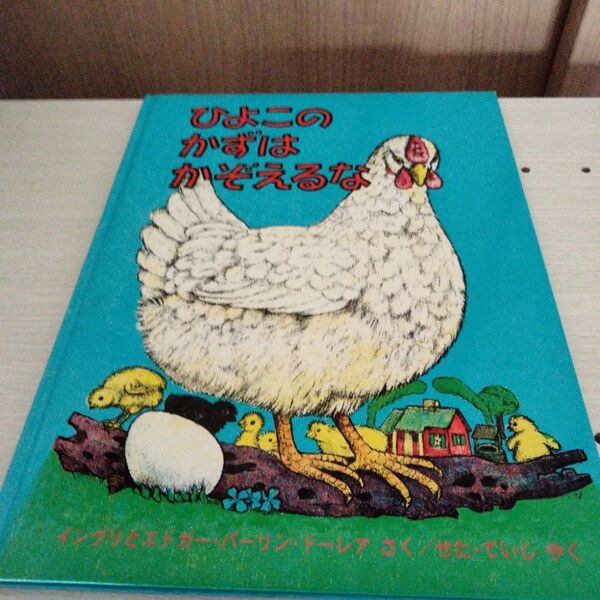 ひよこの
かずは
かぞえるな
イングリとエドガー・パーリン・ドーレア さく／せた・ていじ やく